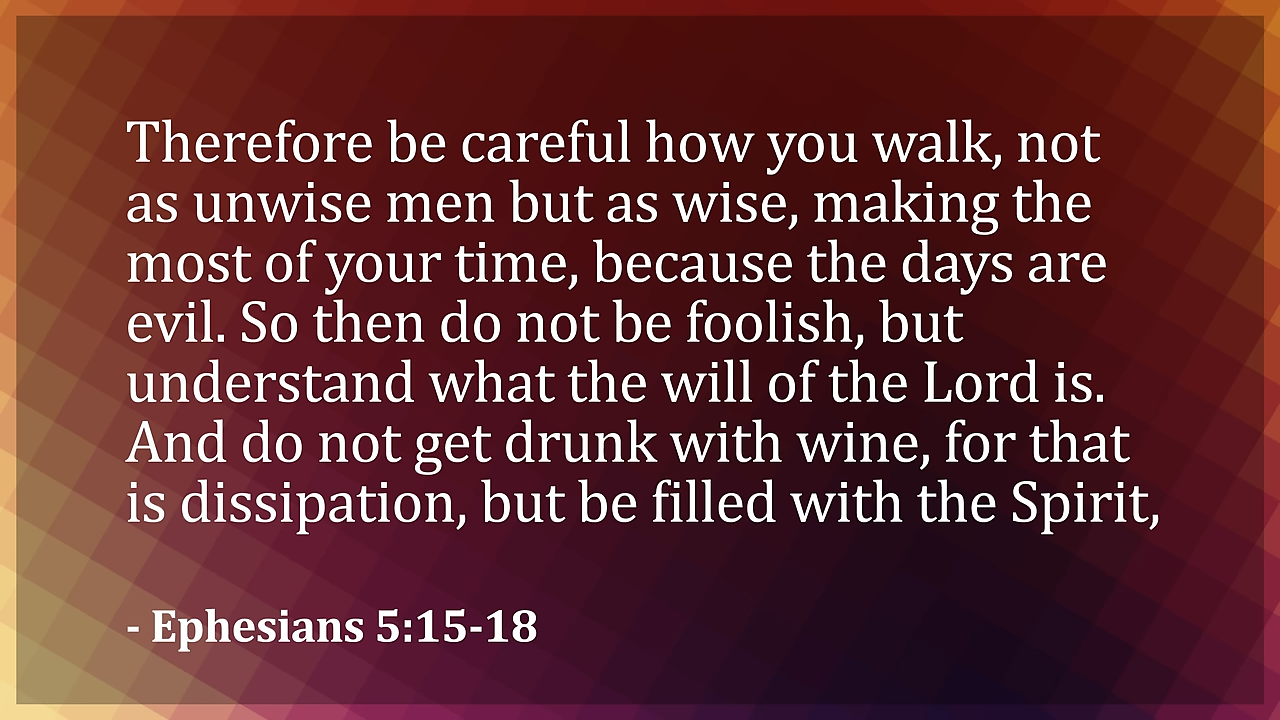 Therefore be careful how you walk, not
as unwise men but as wise, making the
most of your time, because the days are
evil. So then do not be foolish, but
understand what the will of the Lord is.
And do not get drunk with wine, for that
is dissipation, but be filled with the Spirit,
- Ephesians 5:15-18